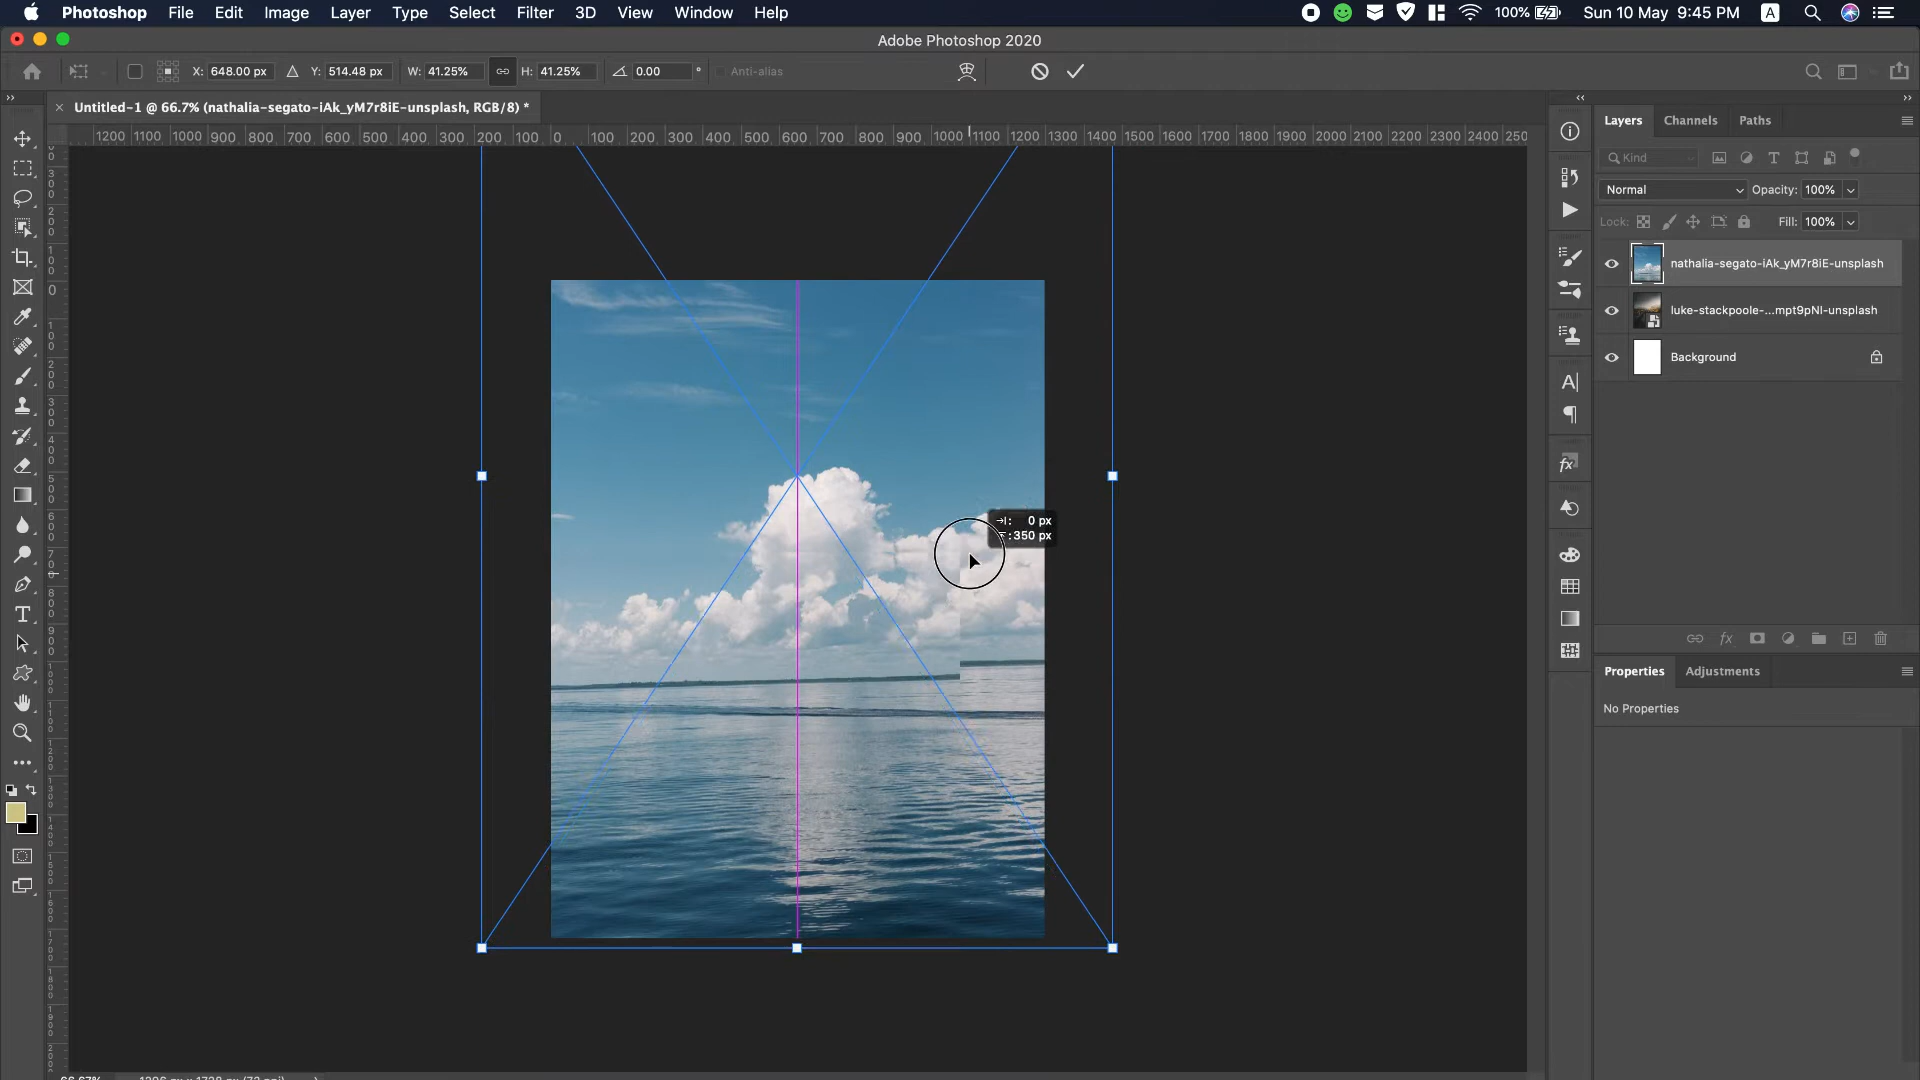 Photoshop File Edit Image Layer Type Select Filter 3D View Window Help 100% Sun 10 May 9:45 PM A
Adobe Photoshop 2020
X: 648.00 px Y: 514.48 px W: 41.25% H: 41.25% 0.00 ° Anti-alias
Untitled-1 @ 66.7% (nathalia-segato-iAk_yM7r8iE-unsplash, RGB/8) *
1200 1100 1000 900 800 700 600 500 400 300 200 100 0 100 200 300 400 500 600 700 800 900 1000 1100 1200 1300 1400 1500 1600 1700 1800 1900 2000 2100 2200 2300 2400 250
Layers Channels Paths
Kind
Normal Opacity: 100%
Lock: Fill: 100%
nathalia-segato-iAk_yM7r8iE-unsplash
luke-stackpoole-...mpt9pNI-unsplash
Background
0 px
350 px
Properties Adjustments
No Properties